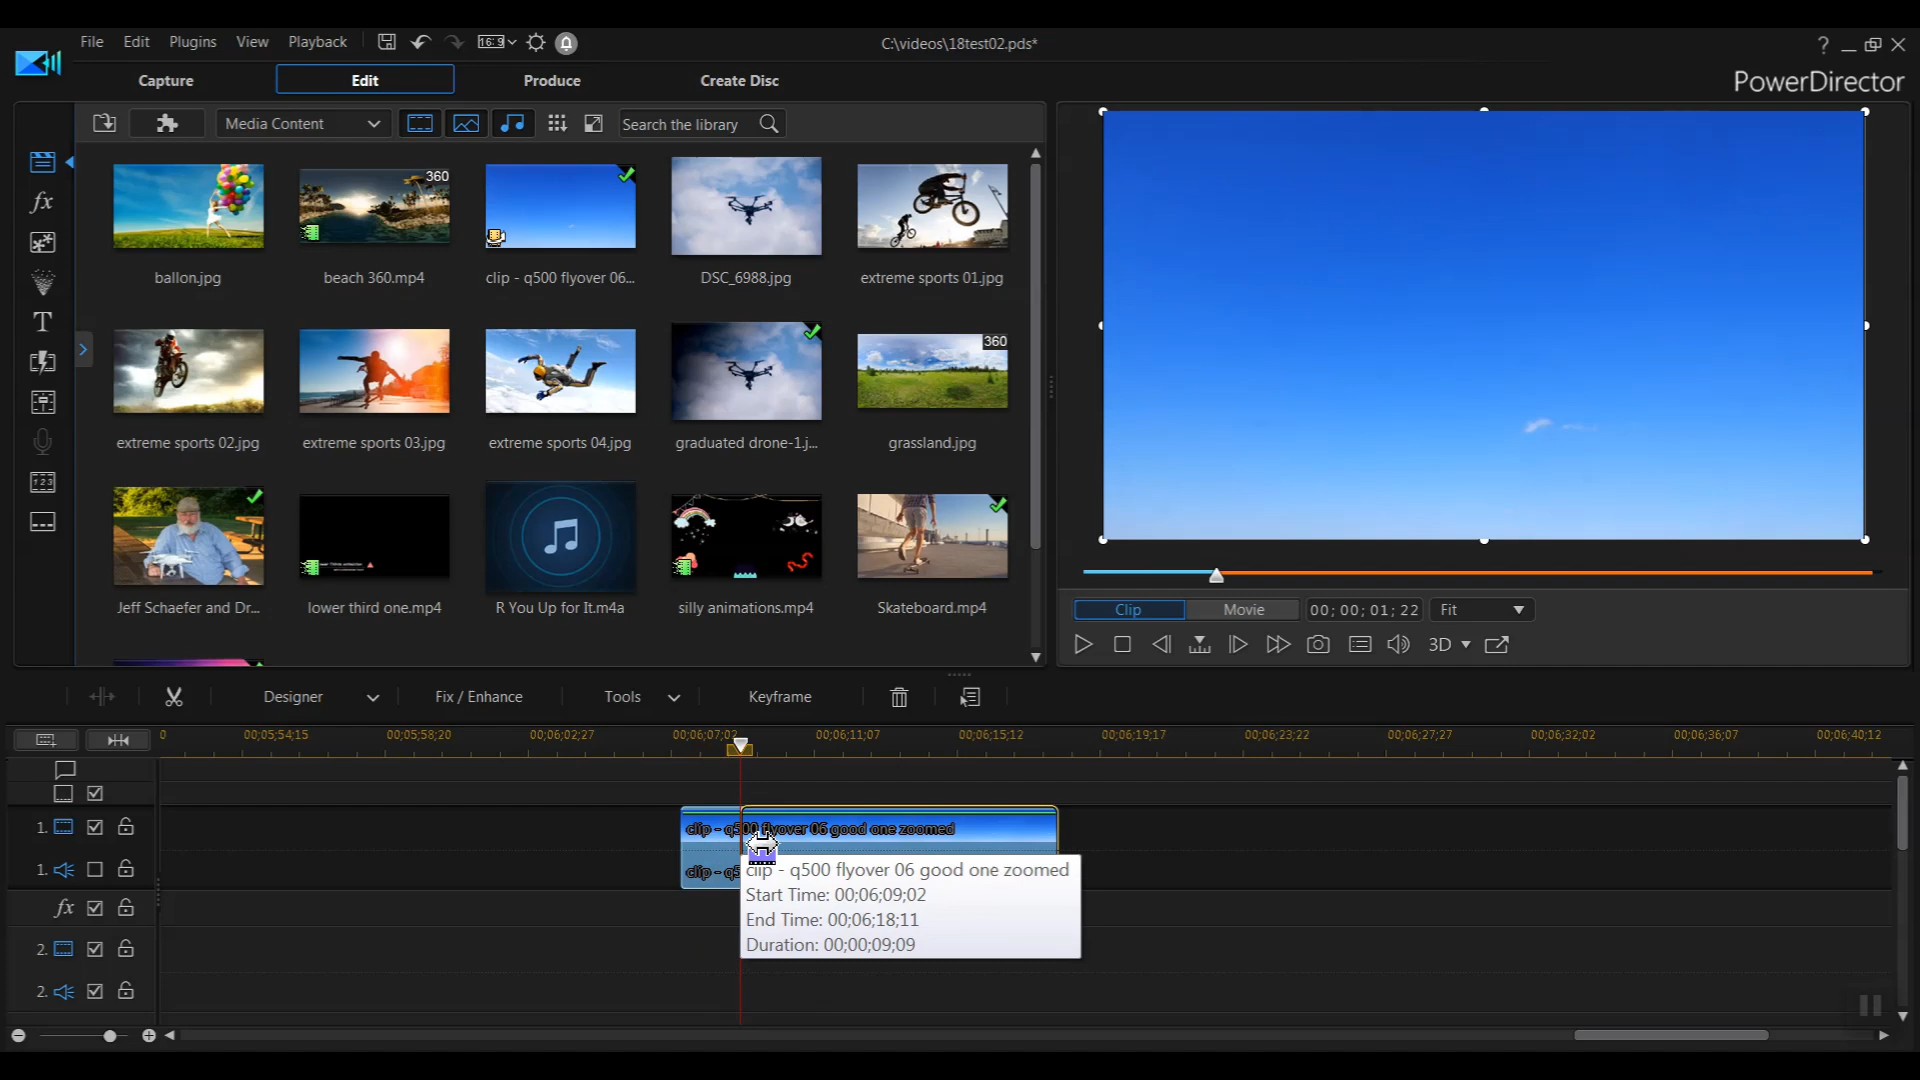 File Edit Plugins View Playback 16:9 C:\videos\18test02.pds* ?
Capture Edit Produce Create Disc PowerDirector
Media Content Search the library
360
ballon.jpg beach 360.mp4 clip - q500 flyover 06... DSC_6988.jpg extreme sports 01.jpg
fx
T
360
extreme sports 02.jpg extreme sports 03.jpg extreme sports 04.jpg graduated drone-1.j... grassland.jpg
123
Jeff Schaefer and Dr... lower third one.mp4 R You Up for It.m4a silly animations.mp4 Skateboard.mp4
Clip Movie 00; 00; 01; 22 Fit
3D
Designer Fix / Enhance Tools Keyframe
0 00;05;54;15 00;05;58;20 00;06;02;27 00;06;07;02 00;06;11;07 00;06;15;12 00;06;19;17 00;06;23;22 00;06;27;27 00;06;32;02 00;06;36;07 00;06;40;12
1. clip - q500 flyover 06 good one zoomed
1. clip - q5
clip - q500 flyover 06 good one zoomed
Start Time: 00;06;09;02
End Time: 00;06;18;11
Duration: 00;00;09;09
fx
2.
2.